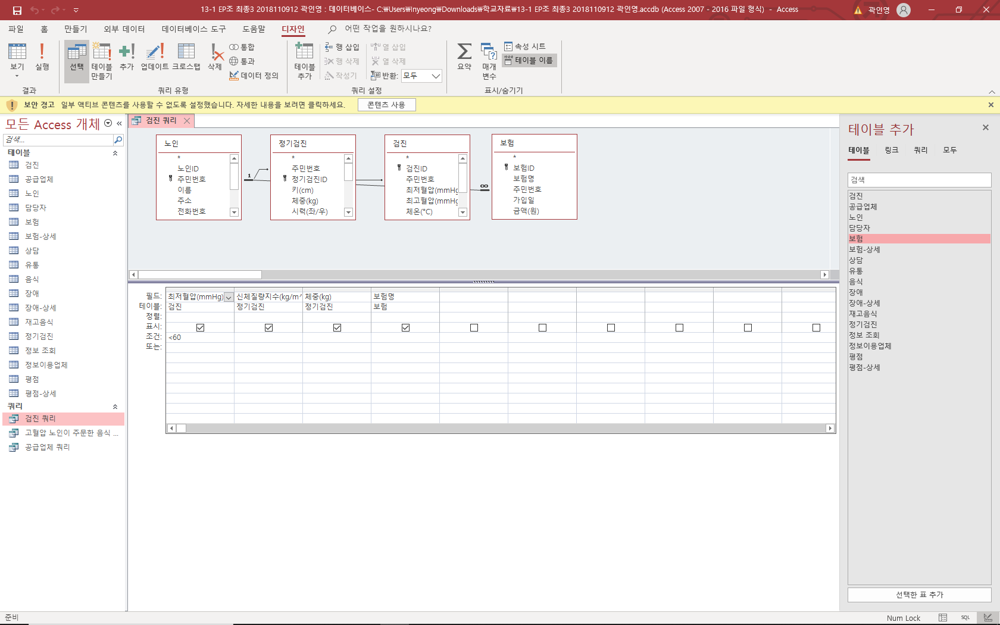 13-1 EP조 최종3 2018110912 곽인영 : 데이터베이스- C:₩Users₩Inyeong₩Downloads₩학교자료₩13-1 EP조 최종3 2018110912 곽인영.accdb (Access 2007 - 2016 파일 형식) - Access
곽인영
파일 홈 만들기 외부 데이터 데이터베이스 도구 도움말 디자인 어떤 작업을 원하시나요?
보기 실행
결과
선택 테이블 만들기 추가 업데이트 크로스탭 삭제
통합
통과
데이터 정의
쿼리 유형
테이블 추가
행 삽입
행 삭제
작성기
열 삽입
열 삭제
반환: 모두
쿼리 설정
요약 매개 변수
속성 시트
테이블 이름
표시/숨기기
보안 경고 일부 액티브 콘텐츠를 사용할 수 없도록 설정했습니다. 자세한 내용을 보려면 클릭하세요. 콘텐츠 사용
모든 Access 개체
검색...
테이블
검진
공급업체
노인
담당자
보험
보험-상세
상담
유통
음식
장애
장애-상세
재고음식
정기검진
정보 조회
정보이용업체
평점
평점-상세
쿼리
검진 쿼리
고혈압 노인이 주문한 음식 ...
공급업체 쿼리
검진 쿼리
노인
*
노인ID
주민번호
이름
주소
전화번호
1
정기검진
*
주민번호
정기검진ID
키(cm)
체중(kg)
시력(좌/우)
검진
*
검진ID
주민번호
최저혈압(mmHg
최고혈압(mmHg
체온(°C)
∞
보험
*
보험ID
보험명
주민번호
가입일
금액(원)
필드: 최저혈압(mmHg) 신체질량지수(kg/m^ 체중(kg) 보험명
테이블: 검진 정기검진 정기검진 보험
정렬:
표시:
조건: <60
또는:
테이블 추가
테이블 링크 쿼리 모두
검색
검진
공급업체
노인
담당자
보험
보험-상세
상담
유통
음식
장애
장애-상세
재고음식
정기검진
정보 조회
정보이용업체
평점
평점-상세
선택한 표 추가
준비
Num Lock
SQL